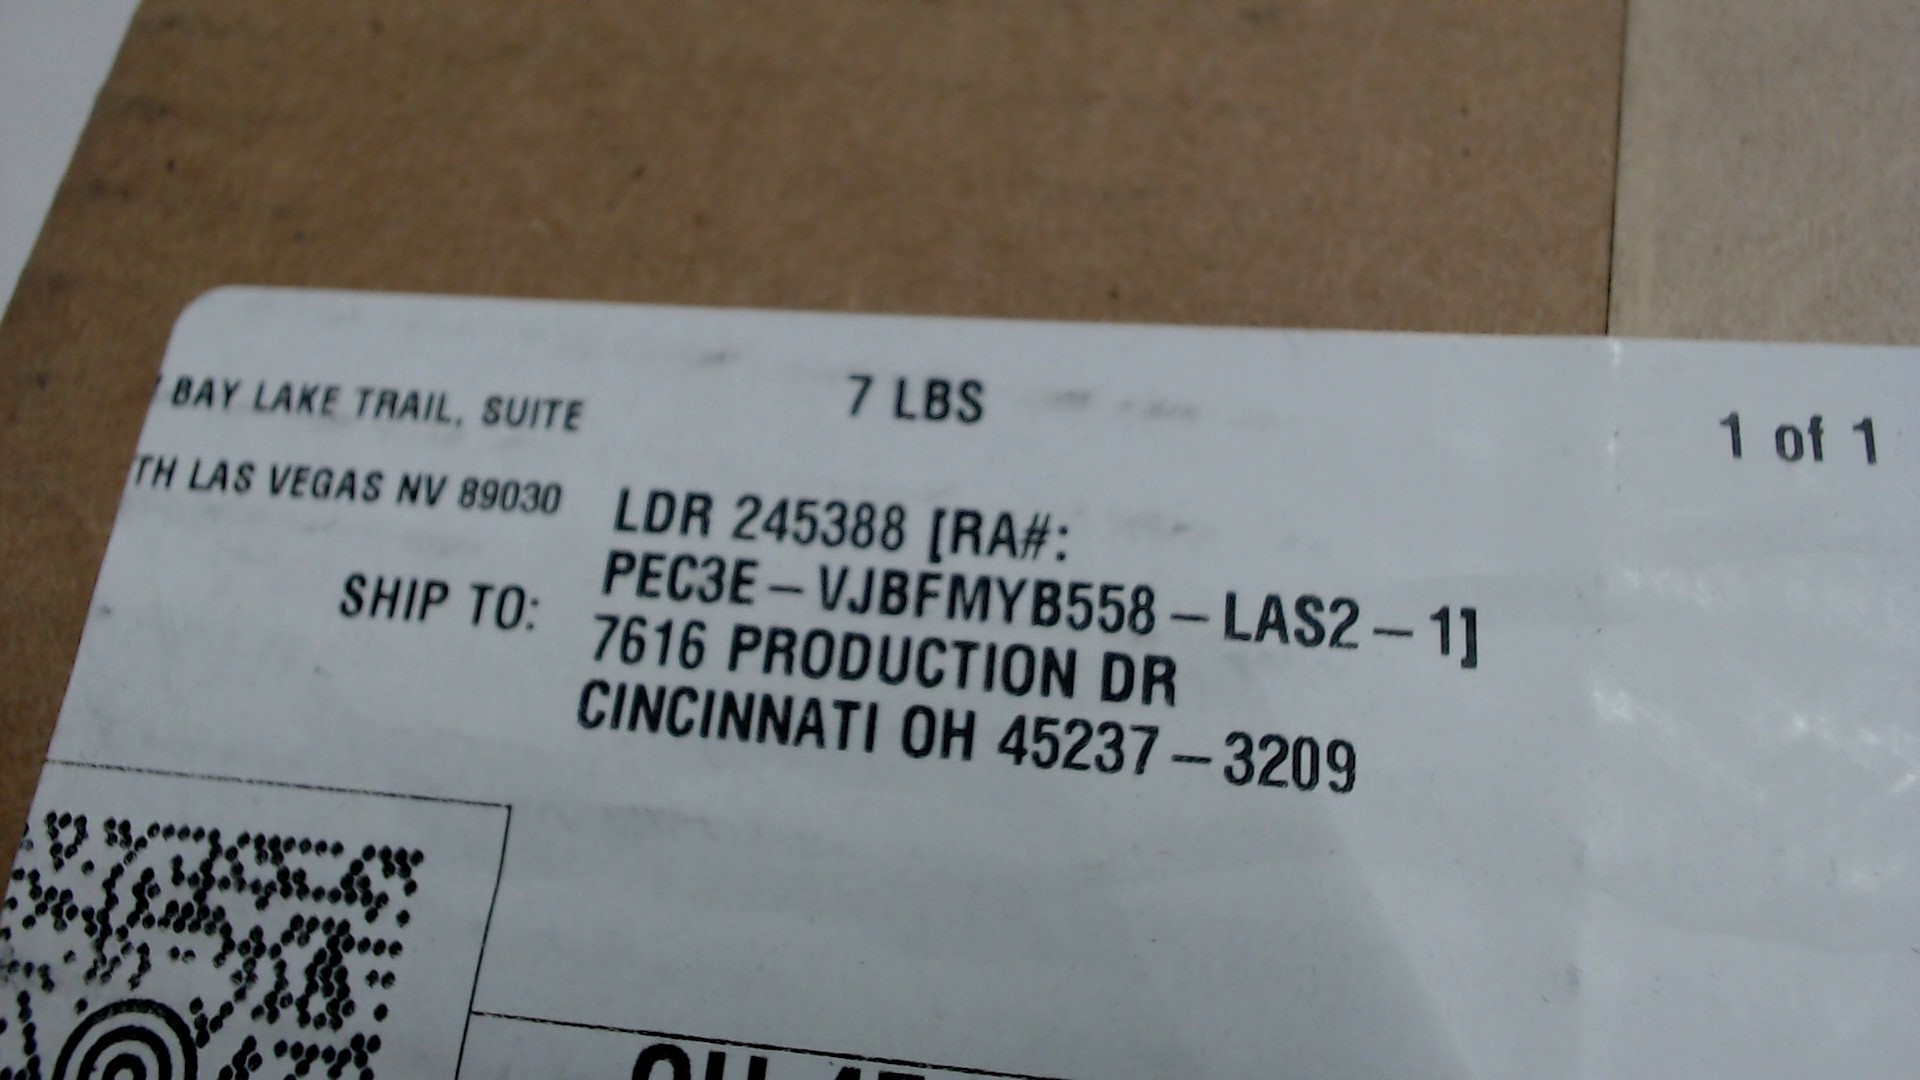 BAY LAKE TRAIL, SUITE
7 LBS
1 of 1
TH LAS VEGAS NV 89030
LDR 245388 [RA#:
PEC3E-VJBFMYB558-LAS2-1]
SHIP TO:
7616 PRODUCTION DR
CINCINNATI OH 45237-3209
OH